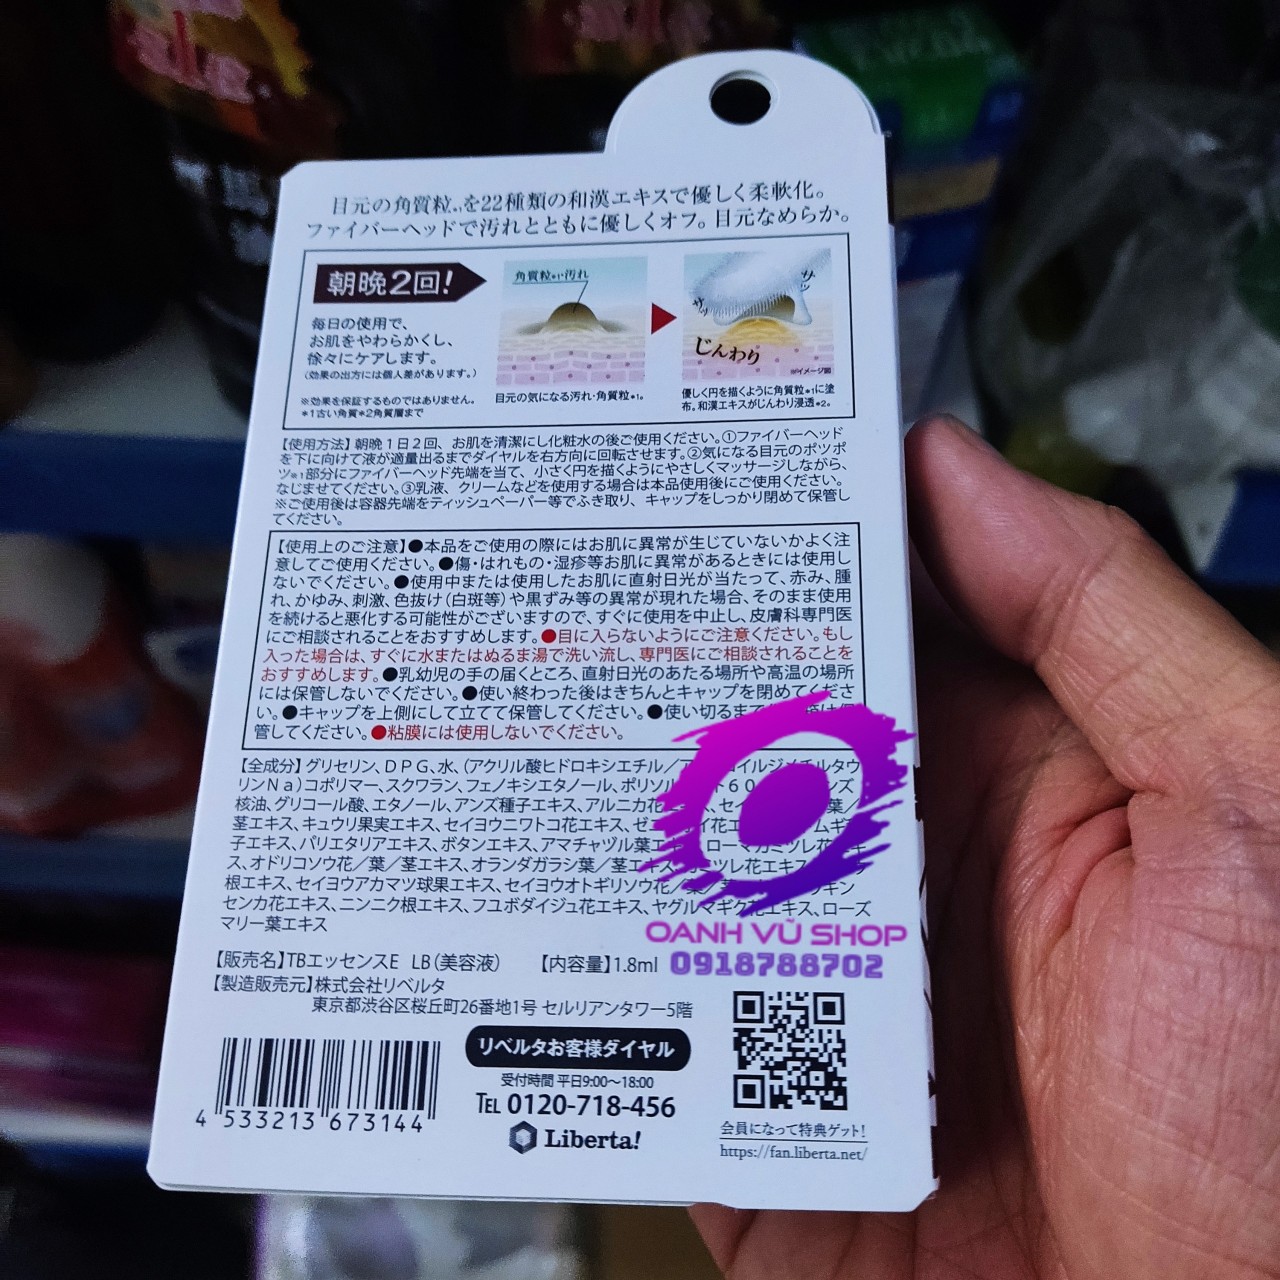 目元の角質粒*1を22種類の和漢エキスで優しく柔軟化。
ファイバーヘッドで汚れとともに優しくオフ。目元なめらか。
朝晩2回!
毎日の使用で、
お肌をやわらかくし、
徐々にケアします。
(効果の出方には個人差があります。)
※効果を保証するものではありません。
*1古い角質*2角質層まで
角質粒*1・汚れ
目元の気になる汚れ・角質粒*1。
じんわり
※イメージ図
優しく円を描くように角質粒*1に塗
布。和漢エキスがじんわり浸透*2。
【使用方法】朝晩1日2回、お肌を清潔にし化粧水の後ご使用ください。①ファイバーヘッド
を下に向けて液が適量出るまでダイヤルを右方向に回転させます。②気になる目元のポツポ
ツ*1部分にファイバーヘッド先端を当て、小さく円を描くようにやさしくマッサージしながら、
なじませてください。③乳液、クリームなどを使用する場合は本品使用後にご使用ください。
※ご使用後は容器先端をティッシュペーパー等でふき取り、キャップをしっかり閉めて保管し
てください。
【使用上のご注意】●本品をご使用の際にはお肌に異常が生じていないかよく注
意してご使用ください。●傷・はれもの・湿疹等お肌に異常があるときには使用し
ないでください。●使用中または使用したお肌に直射日光が当たって、赤み、腫
れ、かゆみ、刺激、色抜け(白斑等)や黒ずみ等の異常が現れた場合、そのまま使用
を続けると悪化する可能性がございますので、すぐに使用を中止し、皮膚科専門医
にご相談されることをおすすめします。●目に入らないようにご注意ください。もし
入った場合は、すぐに水またはぬるま湯で洗い流し、専門医にご相談されることを
おすすめします。●乳幼児の手の届くところ、直射日光のあたる場所や高温の場所
には保管しないでください。●使い終わった後はきちんとキャップを閉めてくださ
い。●キャップを上側にして立てて保管してください。●使い切るまで
管してください。●粘膜には使用しないでください。
【全成分】グリセリン、DPG、水、(アクリル酸ヒドロキシエチル/ア コイルジメチルタウ
リンNa)コポリマー、スクワラン、フェノキシエタノール、ポリソル ト60 ンズ
核油、グリコール酸、エタノール、アンズ種子エキス、アルニカ花エキス、セイ 葉/
茎エキス、キュウリ果実エキス、セイヨウニワトコ花エキス、ゼニ イ花エ ムギ
子エキス、パリエタリアエキス、ボタンエキス、アマチャヅル葉エキス、ローマカミツレ花エキ
ス、オドリコソウ花/葉/茎エキス、オランダガラシ葉/茎エキス、カミツレ花エキス
根エキス、セイヨウアカマツ球果エキス、セイヨウオトギリソウ花/葉/ キン
センカ花エキス、ニンニク根エキス、フユボダイジュ花エキス、ヤグルマギク花エキス、ローズ
マリー葉エキス
OANH VŨ SHOP
0918788702
【販売名】TBエッセンスE LB(美容液) 【内容量】1.8ml
【製造販売元】株式会社リベルタ
東京都渋谷区桜丘町26番地1号 セルリアンタワー5階
リベルタお客様ダイヤル
受付時間 平日9:00〜18:00
TEL 0120-718-456
Liberta!
4 533213 673144
会員になって特典ゲット!
https://fan.liberta.net/